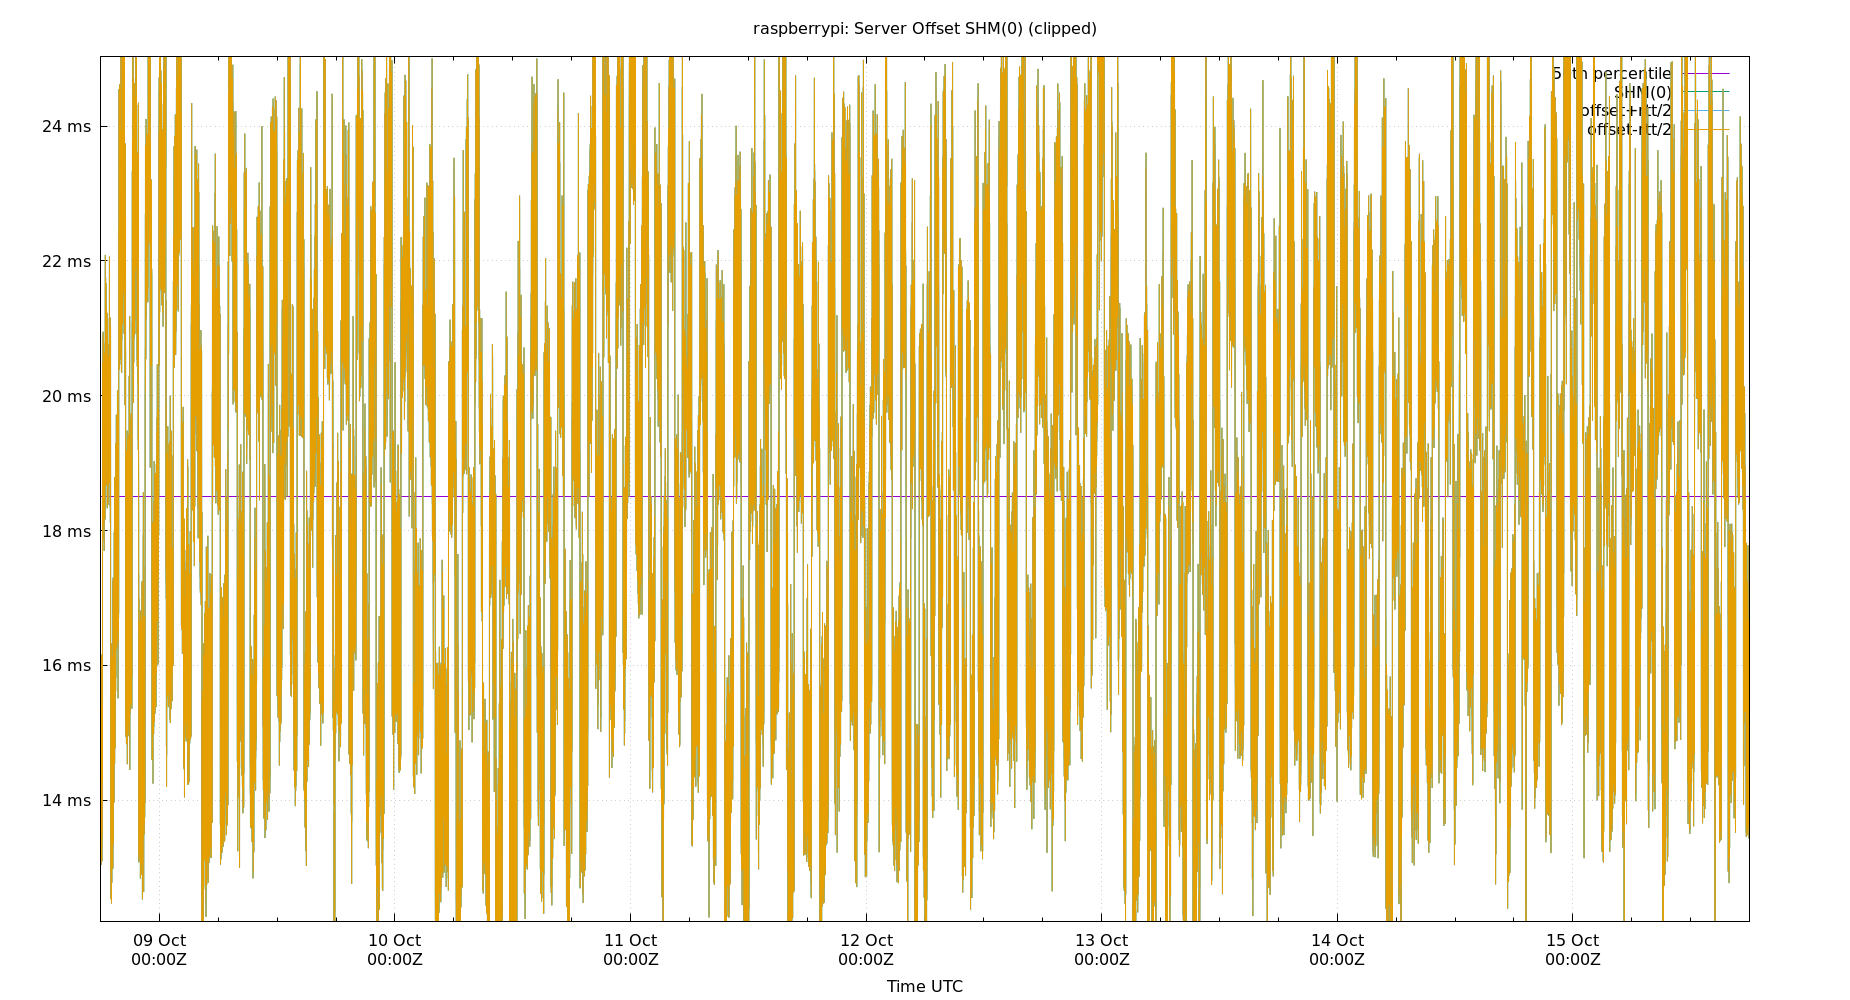 raspberrypi: Server Offset SHM(0) (clipped)
percentile
SHM(0)
offset+rtt/2
offset-rtt/2
24 ms
22 ms
20 ms
18 ms
16 ms
14 ms
09 Oct 10 Oct 11 Oct 12 Oct 13 Oct 14 Oct 15 Oct
00:00Z 00:00Z 00:00Z 00:00Z 00:00Z 00:00Z 00:00Z
Time UTC